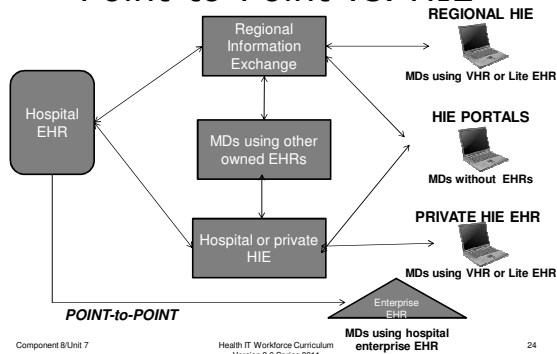 REGIONAL HIE
Regional
Information
Exchange
MDs using VHR or Lite EHR
Hospital
EHR
HIE PORTALS
MDs using other
owned EHRs
MDs without EHRs
PRIVATE HIE EHR
Hospital or private
HIE
MDs using VHR or Lite EHR
Enterprise
EHR
POINT-to-POINT
MDs using hospital
enterprise EHR
Component 8/Unit 7
Health IT Workforce Curriculum
24